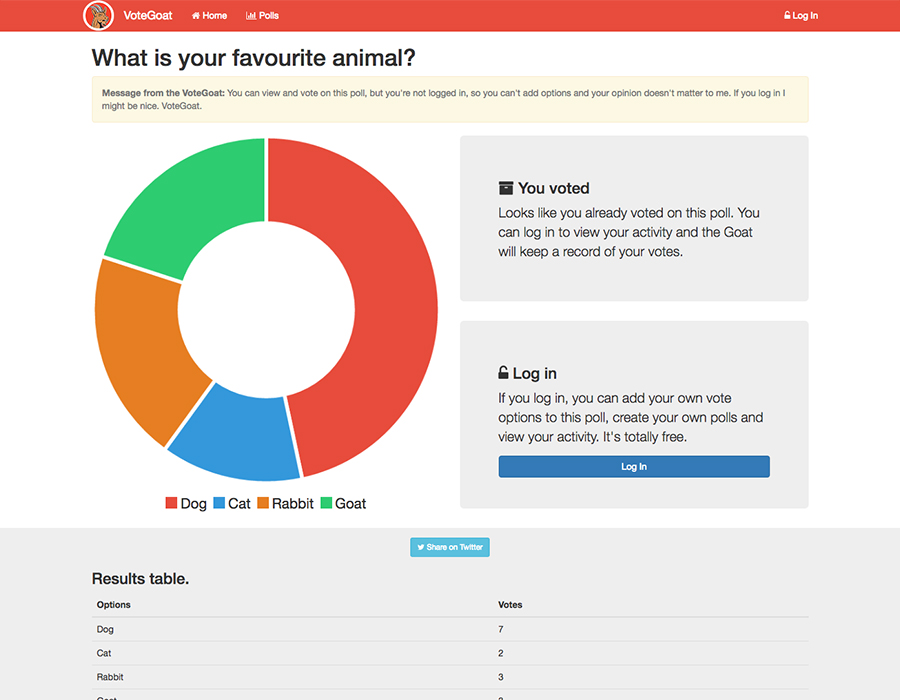 VoteGoat Home Polls Log In
What is your favourite animal?
Message from the VoteGoat: You can view and vote on this poll, but you're not logged in, so you can't add options and your opinion doesn't matter to me. If you log in I
might be nice. VoteGoat.
You voted
Looks like you already voted on this poll. You
can log in to view your activity and the Goat
will keep a record of your votes.
Log in
If you log in, you can add your own vote
options to this poll, create your own polls and
view your activity. It's totally free.
Log In
Dog Cat Rabbit Goat
Share on Twitter
Results table.
Options Votes
Dog 7
Cat 2
Rabbit 3